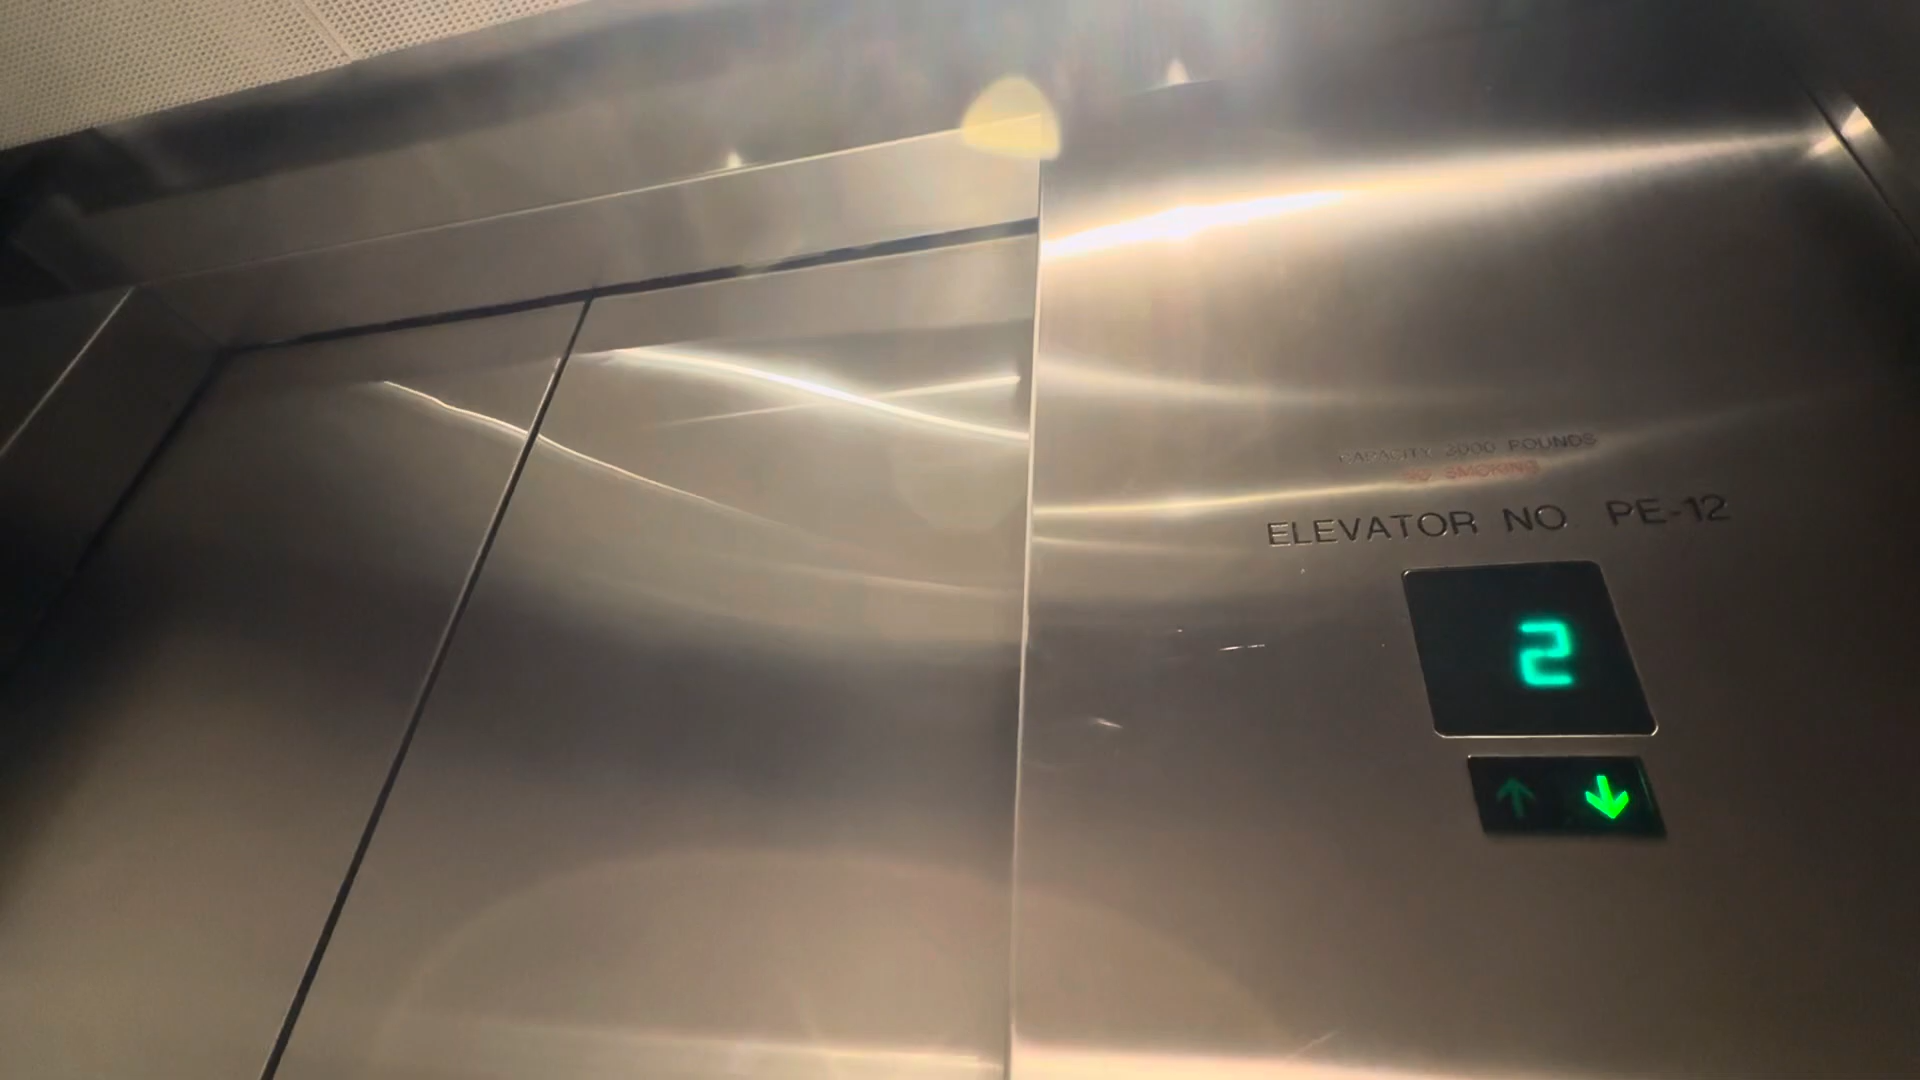 CAPACITY 2000 POUNDS
NO SMOKING
ELEVATOR NO. PE-12
2